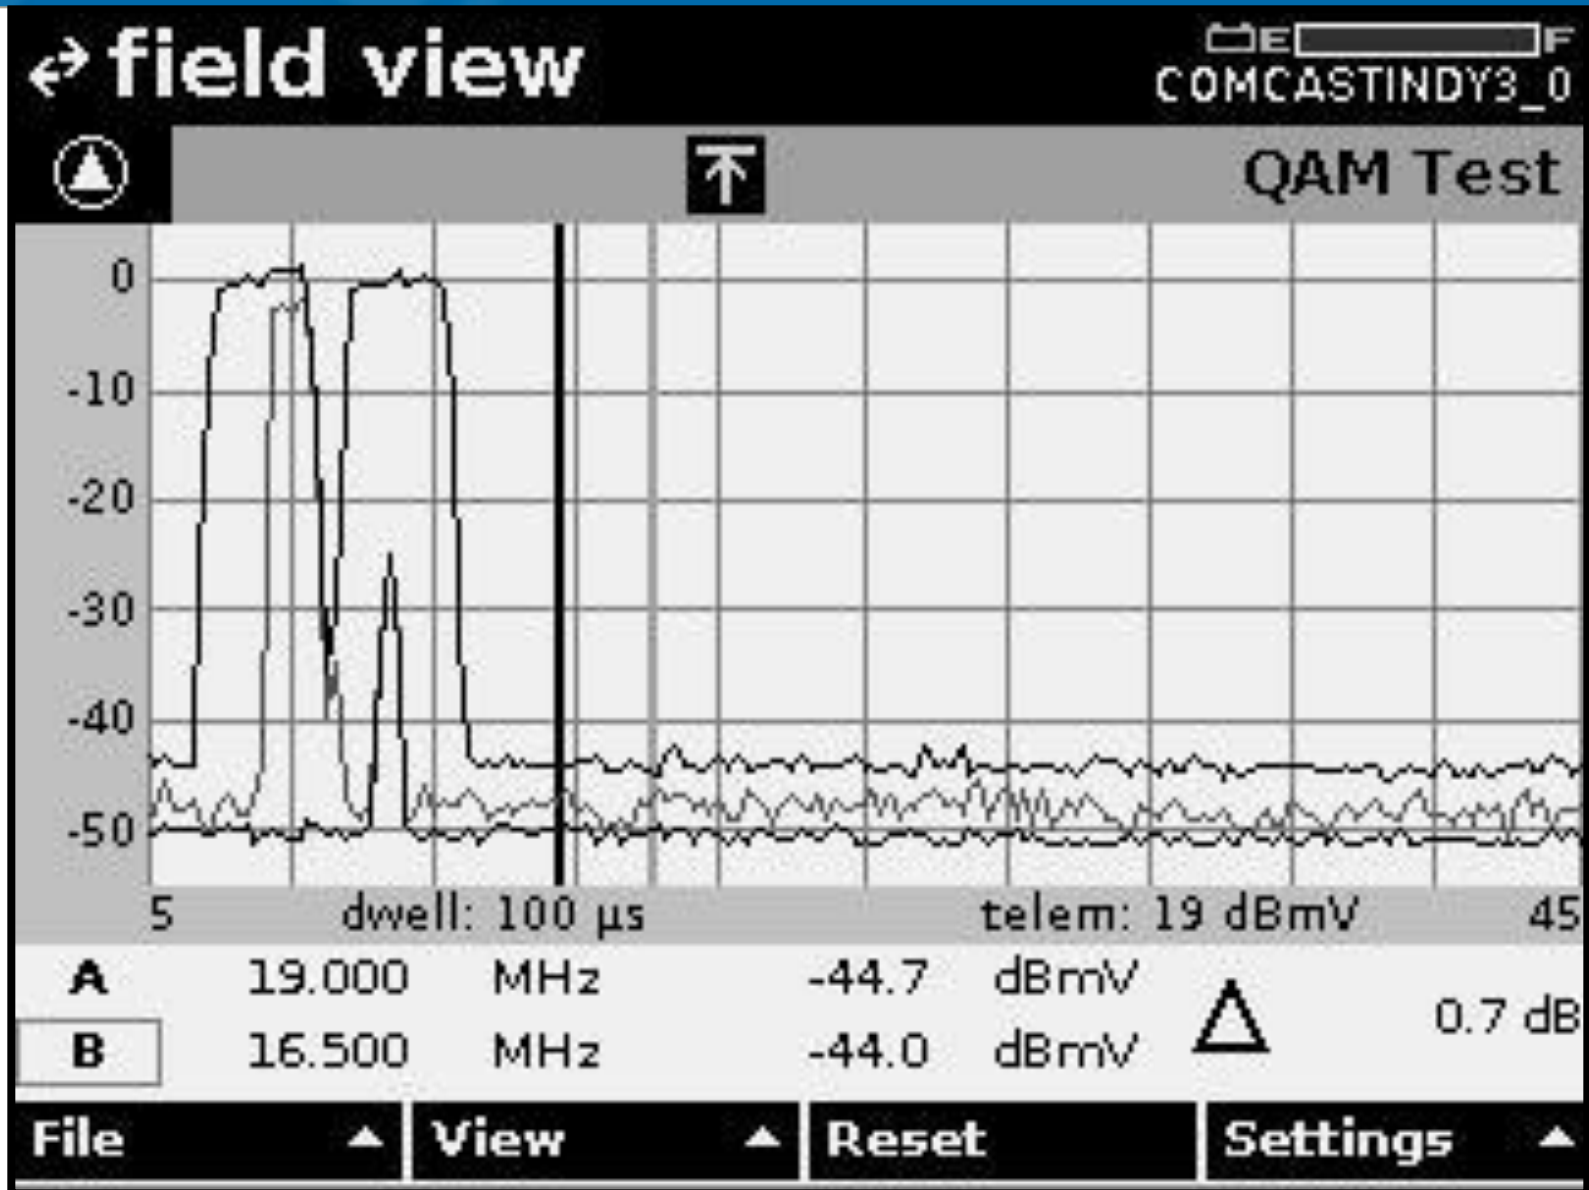 field view
E F
COMCASTINDY3_0
QAM Test
0
-10
-20
-30
-40
-50
5 dwell: 100 µs telem: 19 dBmV 45
A 19.000 MHz -44.7 dBmV
0.7 dB
B 16.500 MHz -44.0 dBmV
File View Reset Settings